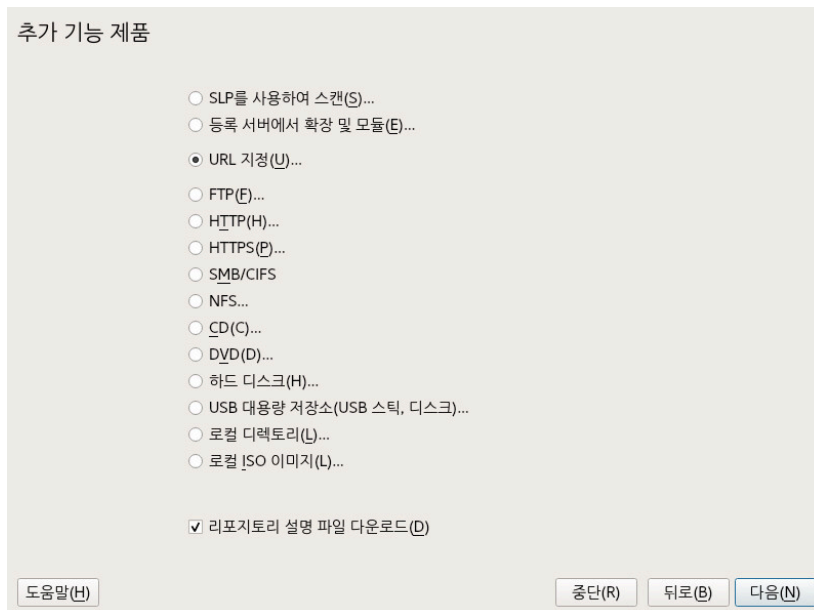 추가 기능 제품
SLP를 사용하여 스캔(S)...
등록 서버에서 확장 및 모듈(E)...
URL 지정(U)...
FTP(F)...
HTTP(H)...
HTTPS(P)...
SMB/CIFS
NFS...
CD(C)...
DVD(D)...
하드 디스크(H)...
USB 대용량 저장소(USB 스틱, 디스크)...
로컬 디렉토리(L)...
로컬 ISO 이미지(L)...
리포지토리 설명 파일 다운로드(D)
도움말(H) 중단(R) 뒤로(B) 다음(N)